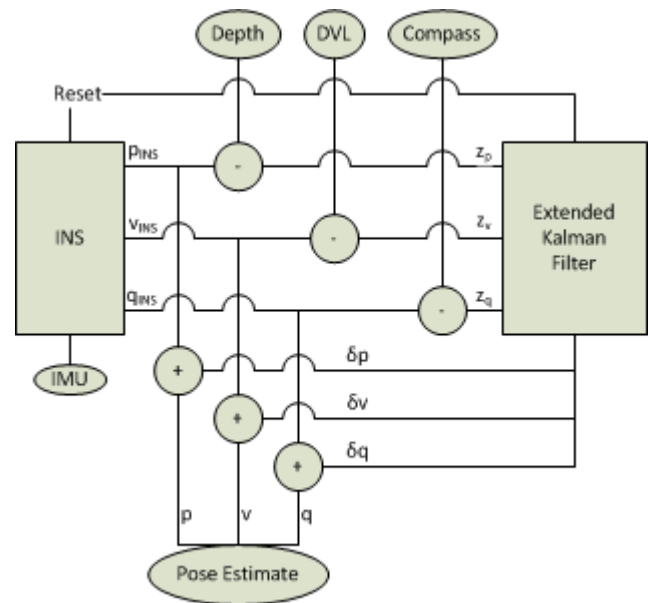 Depth
DVL
Compass
Reset
pINS
-
zp
vINS
INS
-
zv
Extended
Kalman
Filter
qINS
-
zq
IMU
+
δp
+
δv
+
δq
p
v
q
Pose Estimate